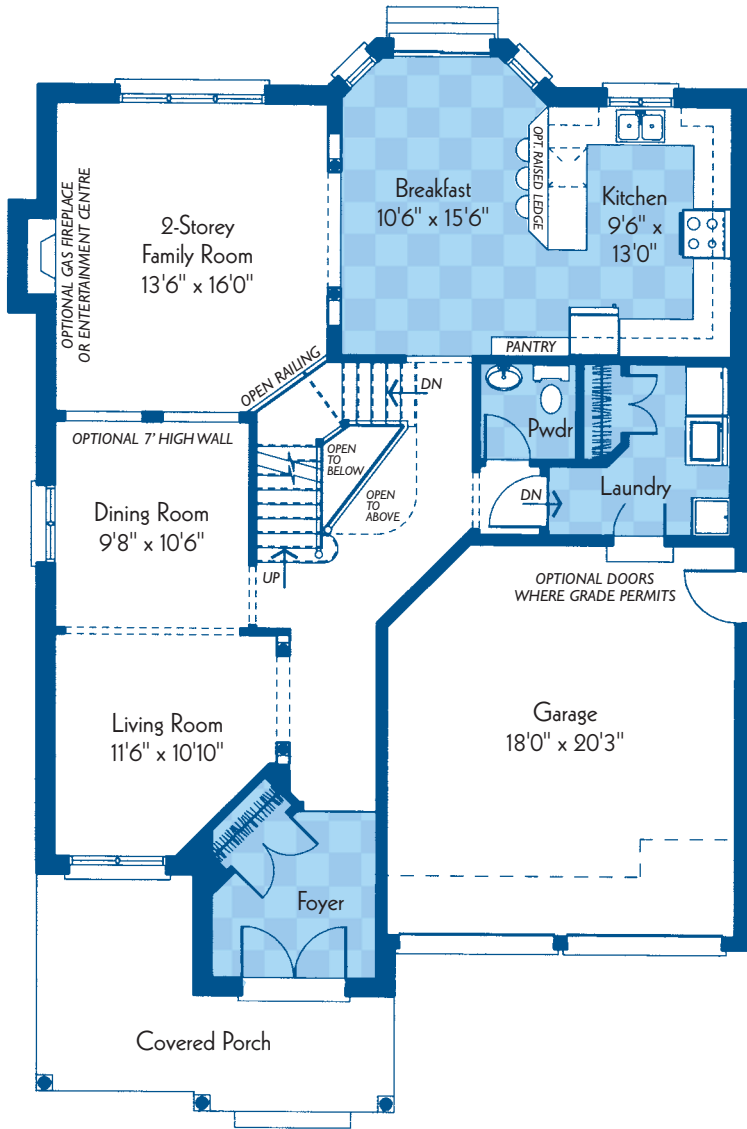 Breakfast
10'6" x 15'6"
OPT. RAISED LEDGE
Kitchen
9'6" x
13'0"
2-Storey
Family Room
13'6" x 16'0"
OPTIONAL GAS FIREPLACE
OR ENTERTAINMENT CENTRE
PANTRY
OPEN RAILING
DN
OPTIONAL 7' HIGH WALL
OPEN
TO
BELOW
OPEN
TO
ABOVE
Pwdr
Laundry
DN
Dining Room
9'8" x 10'6"
UP
OPTIONAL DOORS
WHERE GRADE PERMITS
Living Room
11'6" x 10'10"
Garage
18'0" x 20'3"
Foyer
Covered Porch